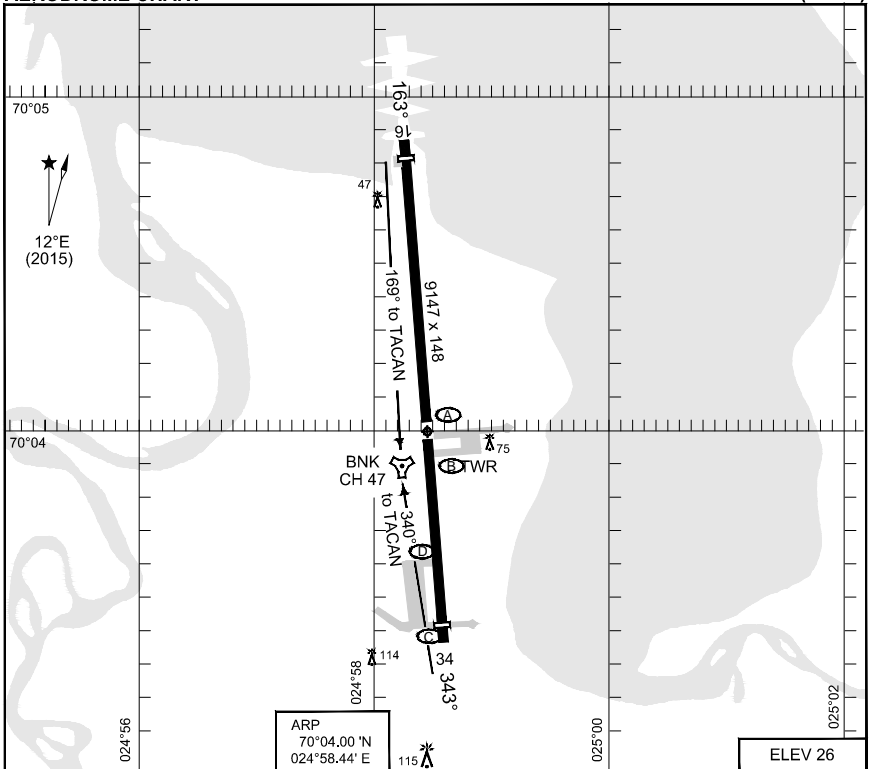 70°05
163°
16
47
12°E
(2015)
169° to TACAN
9147 x 148
A
70°04
75
BNK
CH 47
B TWR
340°
to TACAN
D
C
34
343°
114
024°58
024°56
ARP
70°04.00 'N
024°58.44' E
115
025°00
025°02
ELEV 26